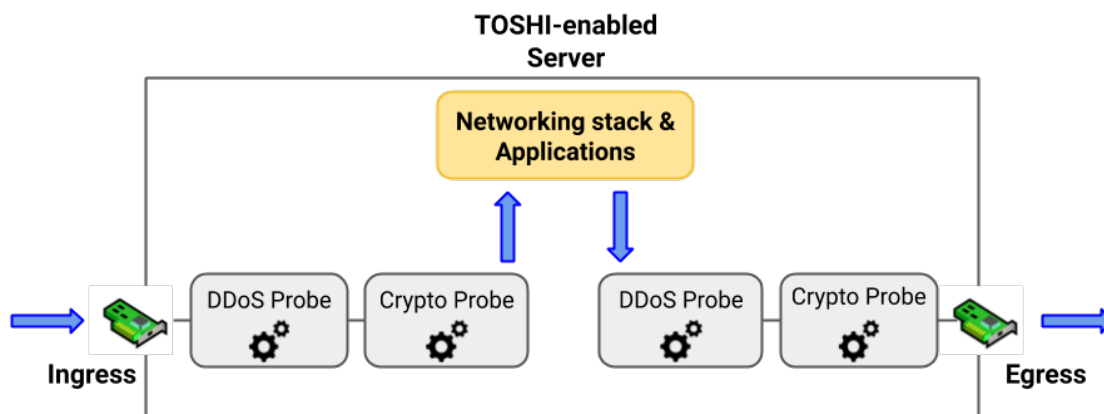 TOSHI-enabled
Server
Networking stack &
Applications
DDoS Probe
Crypto Probe
DDoS Probe
Crypto Probe
Ingress
Egress